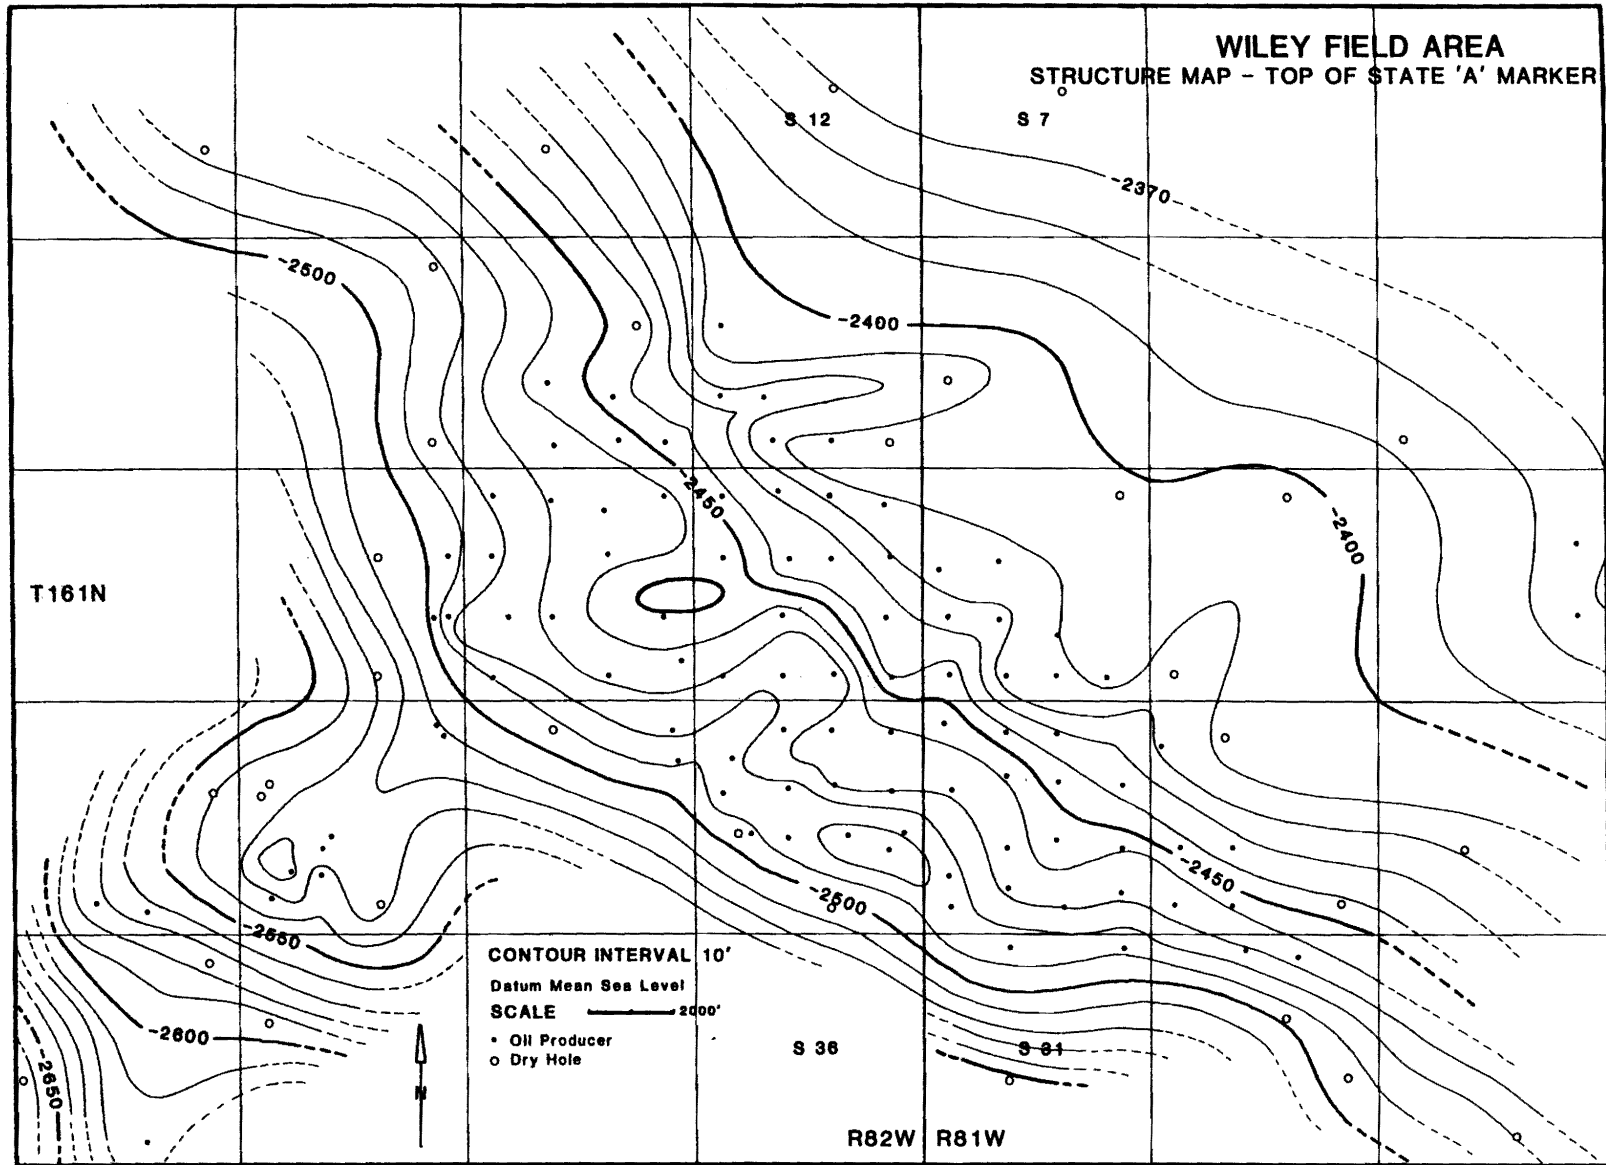 WILEY FIELD AREA
STRUCTURE MAP - TOP OF STATE 'A' MARKER
S 12
S 7
-2370
-2500
-2400
-2450
-2400
T161N
-2450
-2500
-2550
CONTOUR INTERVAL 10'
Datum Mean Sea Level
SCALE 2000'
• Oil Producer
o Dry Hole
-2600
S 36
S 31
-2650
N
R82W R81W